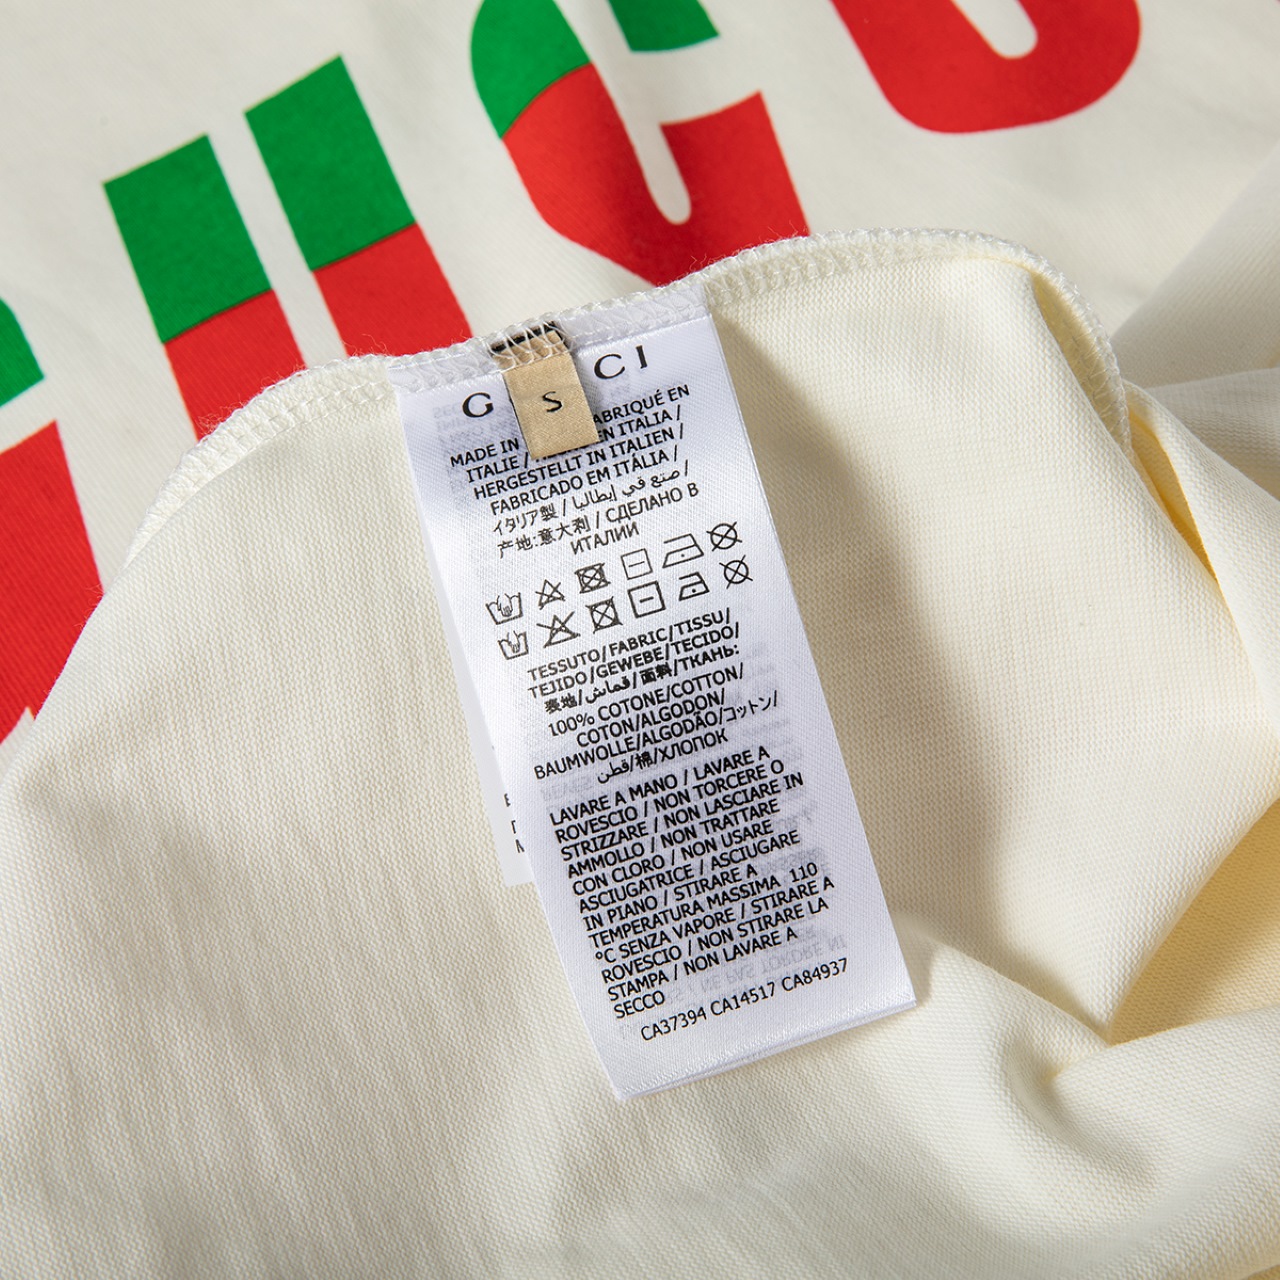 GUCCI
G CI
S
MADE IN ABRIQUÉ EN
ITALIE / EN ITALIA /
HERGESTELLT IN ITALIEN /
FABRICADO EM ITÁLIA /
صنع في إيطاليا /
イタリア製 / СДЕЛАНО В
产地:意大利 / ИТАЛИИ
TESSUTO/FABRIC/TISSU/
TEJIDO/GEWEBE/TECIDO/
表地/قماش/面料/ТКАНЬ:
100% COTONE/COTTON/
COTON/ALGODON/
BAUMWOLLE/ALGODÃO/コットン/
قطن/棉/ХЛОПОК
LAVARE A MANO / LAVARE A
ROVESCIO / NON TORCERE O
STRIZZARE / NON LASCIARE IN
AMMOLLO / NON TRATTARE
CON CLORO / NON USARE
ASCIUGATRICE / ASCIUGARE
IN PIANO / STIRARE A
TEMPERATURA MASSIMA 110
°C SENZA VAPORE / STIRARE A
ROVESCIO / NON STIRARE LA
STAMPA / NON LAVARE A
SECCO
CA37394 CA14517 CA84937